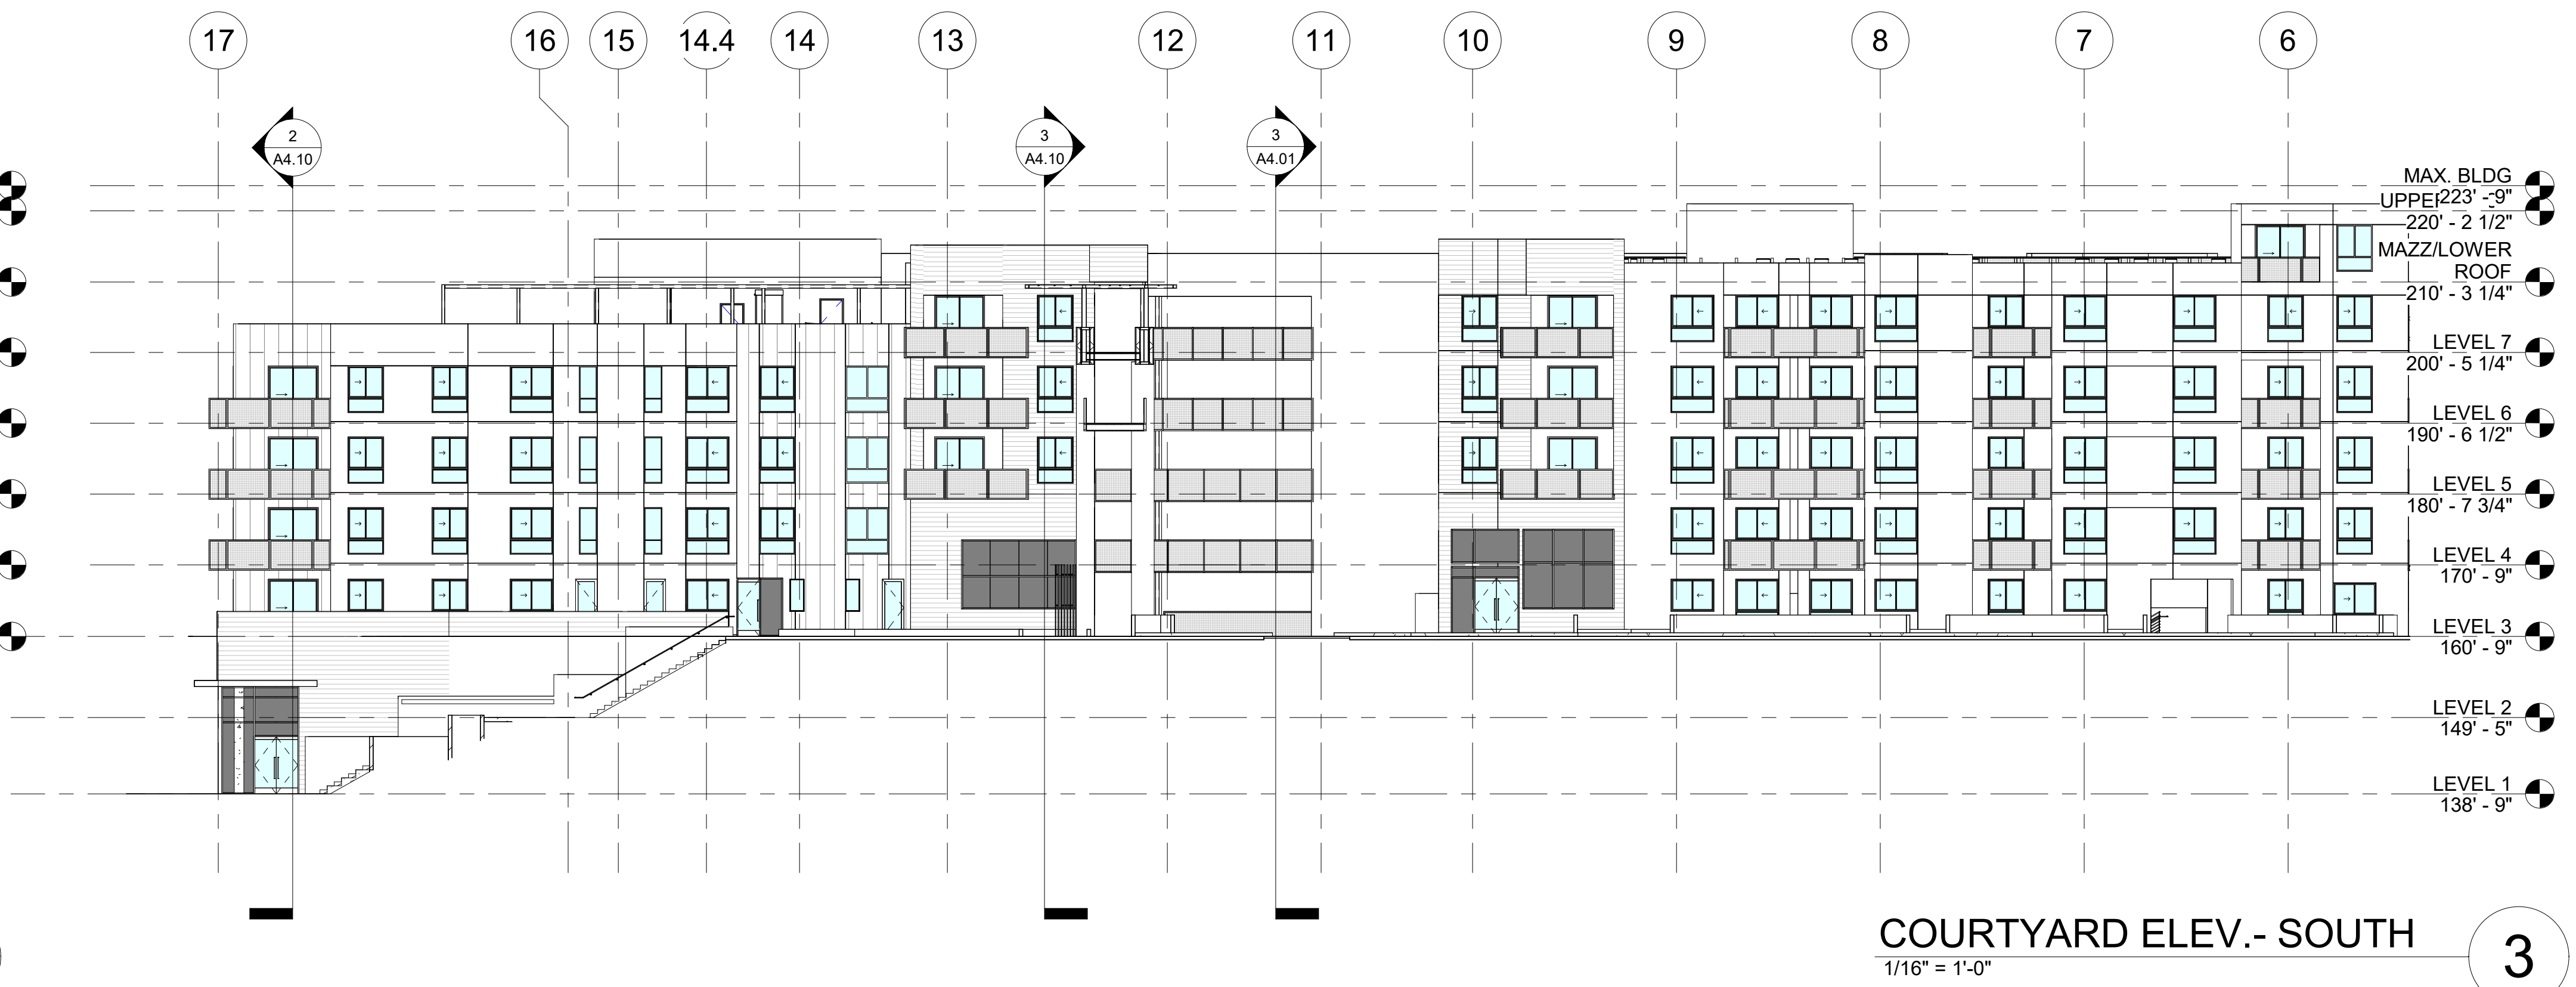 17 16 15 14.4 14 13 12 11 10 9 8 7 6
2
A4.10
3
A4.10
3
A4.01
MAX. BLDG
223' - 9"
220' - 2 1/2"
MAZZ/LOWER
ROOF
210' - 3 1/4"
LEVEL 7
200' - 5 1/4"
LEVEL 6
190' - 6 1/2"
LEVEL 5
180' - 7 3/4"
LEVEL 4
170' - 9"
LEVEL 3
160' - 9"
LEVEL 2
149' - 5"
LEVEL 1
138' - 9"
COURTYARD ELEV.- SOUTH
1/16" = 1'-0"
3